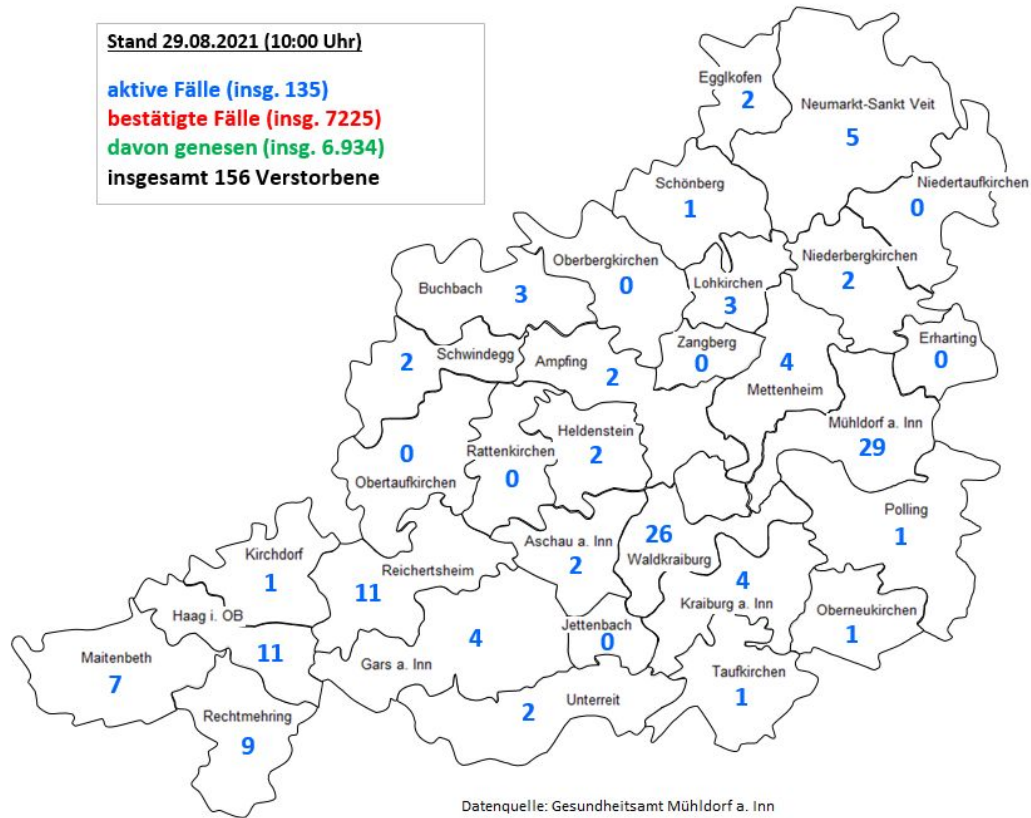 Stand 29.08.2021 (10:00 Uhr)
aktive Fälle (insg. 135)
bestätigte Fälle (insg. 7225)
davon genesen (insg. 6.934)
insgesamt 156 Verstorbene
Egglkofen
2
Neumarkt-Sankt Veit
5
Niedertaufkirchen
0
Schönberg
1
Oberbergkirchen
0
Lohkirchen
3
Niederbergkirchen
2
Buchbach
3
Erharting
0
Schwindegg
2
Ampfing
2
Zangberg
0
4
Mettenheim
Mühldorf a. Inn
29
0
Obertaufkirchen
Rattenkirchen
0
Heldenstein
2
Polling
1
Kirchdorf
1
Reichertsheim
11
Aschau a. Inn
2
26
Waldkraiburg
4
Kraiburg a. Inn
Oberneukirchen
1
Haag i. OB
11
Maitenbeth
7
4
Gars a. Inn
Jettenbach
0
Taufkirchen
1
Rechtmehring
9
2
Unterreit
Datenquelle: Gesundheitsamt Mühldorf a. Inn